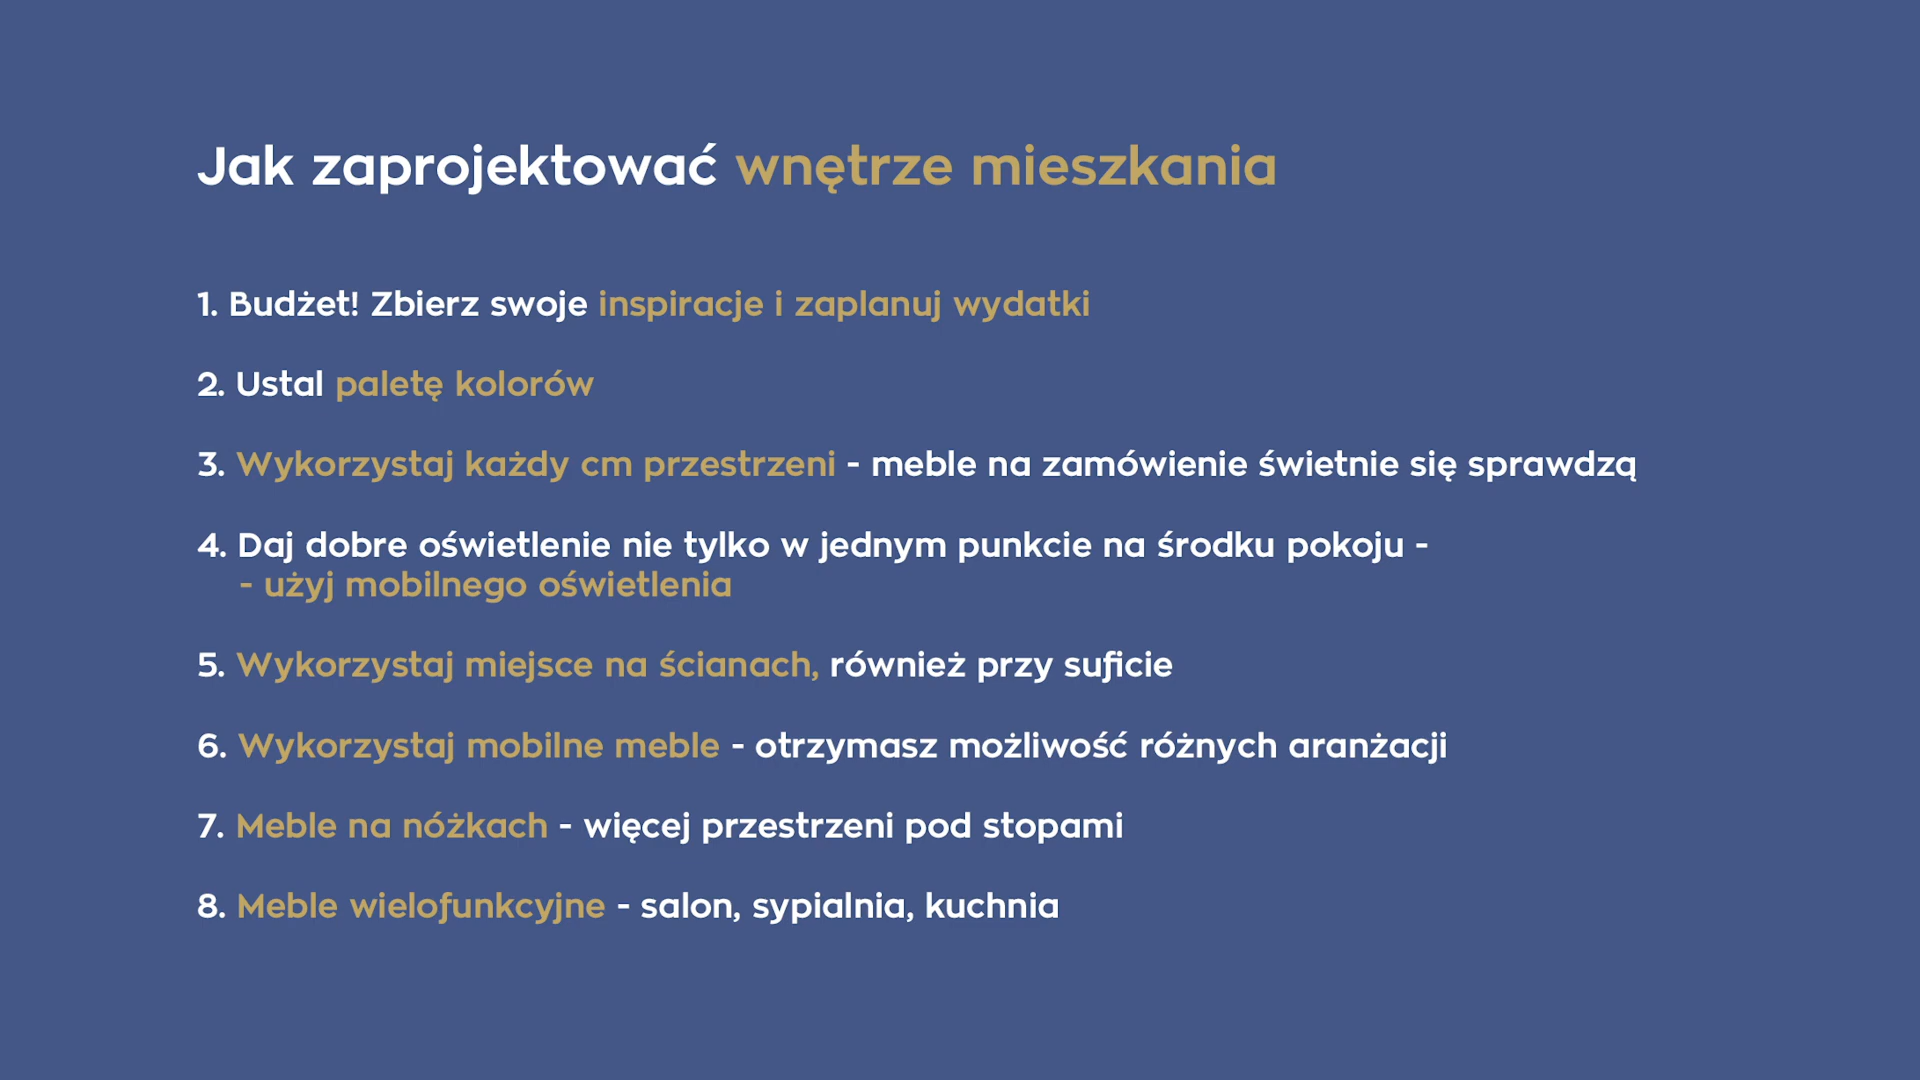 Jak zaprojektować wnętrze mieszkania
1. Budżet! Zbierz swoje inspiracje i zaplanuj wydatki
2. Ustal paletę kolorów
3. Wykorzystaj każdy cm przestrzeni - meble na zamówienie świetnie się sprawdzą
4. Daj dobre oświetlenie nie tylko w jednym punkcie na środku pokoju -
- użyj mobilnego oświetlenia
5. Wykorzystaj miejsce na ścianach, również przy suficie
6. Wykorzystaj mobilne meble - otrzymasz możliwość różnych aranżacji
7. Meble na nóżkach - więcej przestrzeni pod stopami
8. Meble wielofunkcyjne - salon, sypialnia, kuchnia